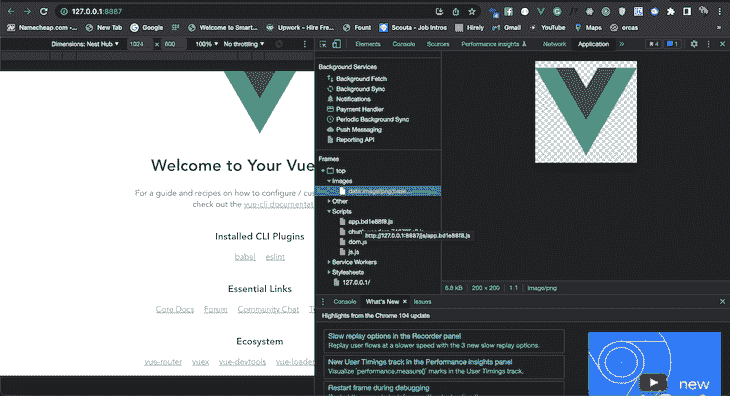 127.0.0.1:8887
Namecheap.com •
New Tab
Google
Welcome to Smart...
Upwork - Hire Free...
Fount
Scouta - Job Intros
Hirely
Gmail
YouTube
Maps
orcas
Dimensions: Nest Hub
1024
×
600
100%
No throttling
Elements
Console
Sources
Performance insights
Network
Application
4
1
Background Services
Background Fetch
Background Sync
Notifications
Payment Handler
Periodic Background Sync
Push Messaging
Reporting API
Frames
top
Images
Other
Scripts
app.bd1e86f8.js
http://127.0.0.1:8887/js/app.bd1e86f8.js
dom.js
js.js
Service Workers
Stylesheets
127.0.0.1/
Welcome to Your Vue
For a guide and recipes on how to configure / cus
check out the vue-cli documentat
Installed CLI Plugins
babel
eslint
Essential Links
Core Docs
Forum
Community Chat
T
Ecosystem
vue-router
vuex
vue-devtools
vue-loade
6.8 kB
200 × 200
1:1
image/png
Console
What's New
Issues
Highlights from the Chrome 104 update
Slow replay options in the Recorder panel
Replay user flows at a slower speed with the 3 new slow replay options.
New User Timings track in the Performance insights panel
Visualize `performance.measure()` marks in the User Timings track.
Restart frame during debugging
new